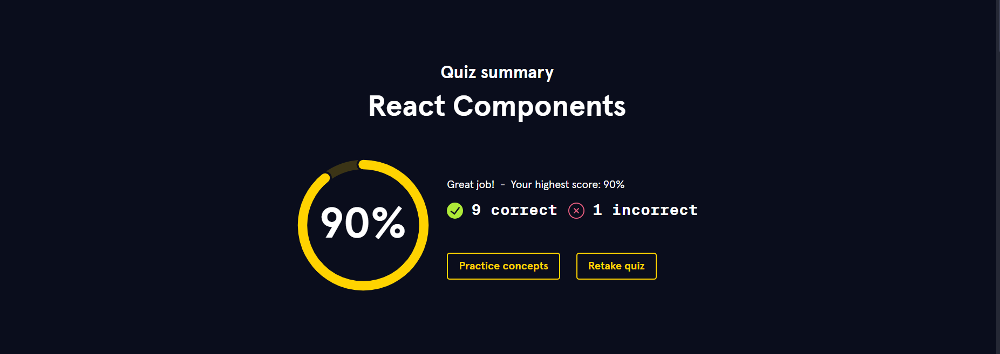 Quiz summary
React Components
90%
Great job! - Your highest score: 90%
9 correct 1 incorrect
Practice concepts Retake quiz